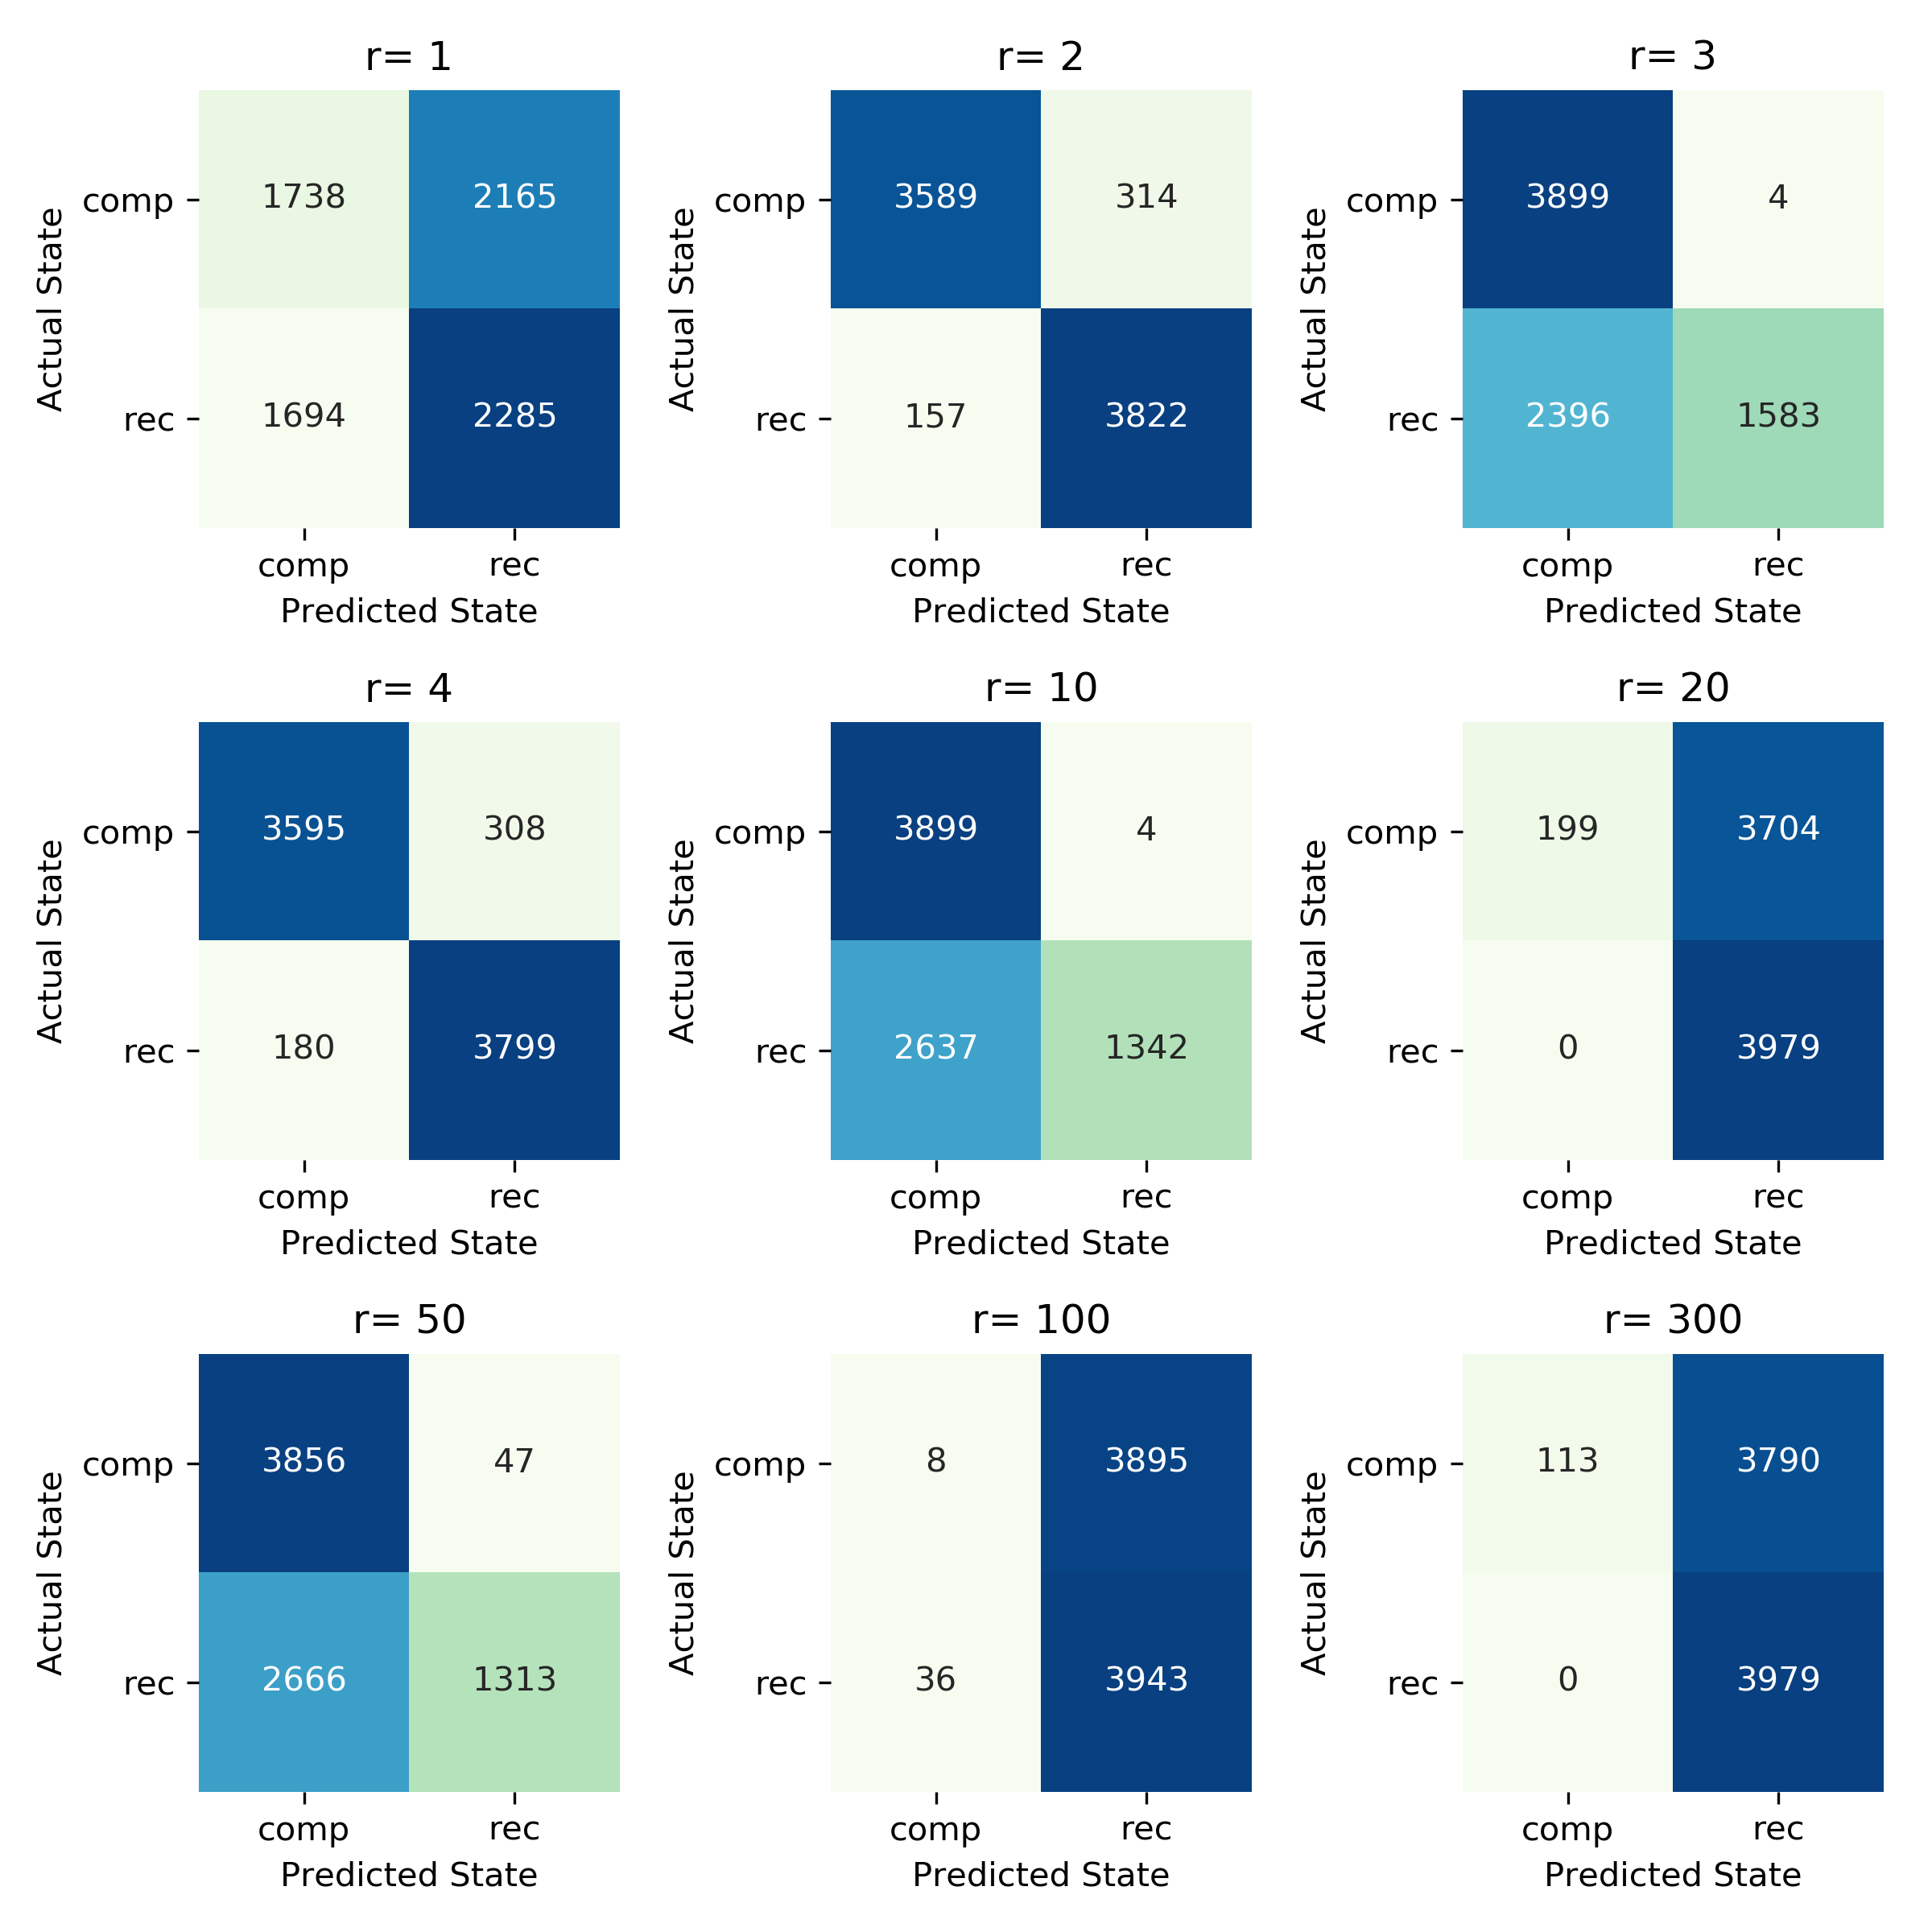 r= 1
Actual State
comp
1738 2165
rec
1694 2285
comp rec
Predicted State
r= 2
Actual State
comp
3589 314
rec
157 3822
comp rec
Predicted State
r= 3
Actual State
comp
3899 4
rec
2396 1583
comp rec
Predicted State
r= 4
Actual State
comp
3595 308
rec
180 3799
comp rec
Predicted State
r= 10
Actual State
comp
3899 4
rec
2637 1342
comp rec
Predicted State
r= 20
Actual State
comp
199 3704
rec
0 3979
comp rec
Predicted State
r= 50
Actual State
comp
3856 47
rec
2666 1313
comp rec
Predicted State
r= 100
Actual State
comp
8 3895
rec
36 3943
comp rec
Predicted State
r= 300
Actual State
comp
113 3790
rec
0 3979
comp rec
Predicted State